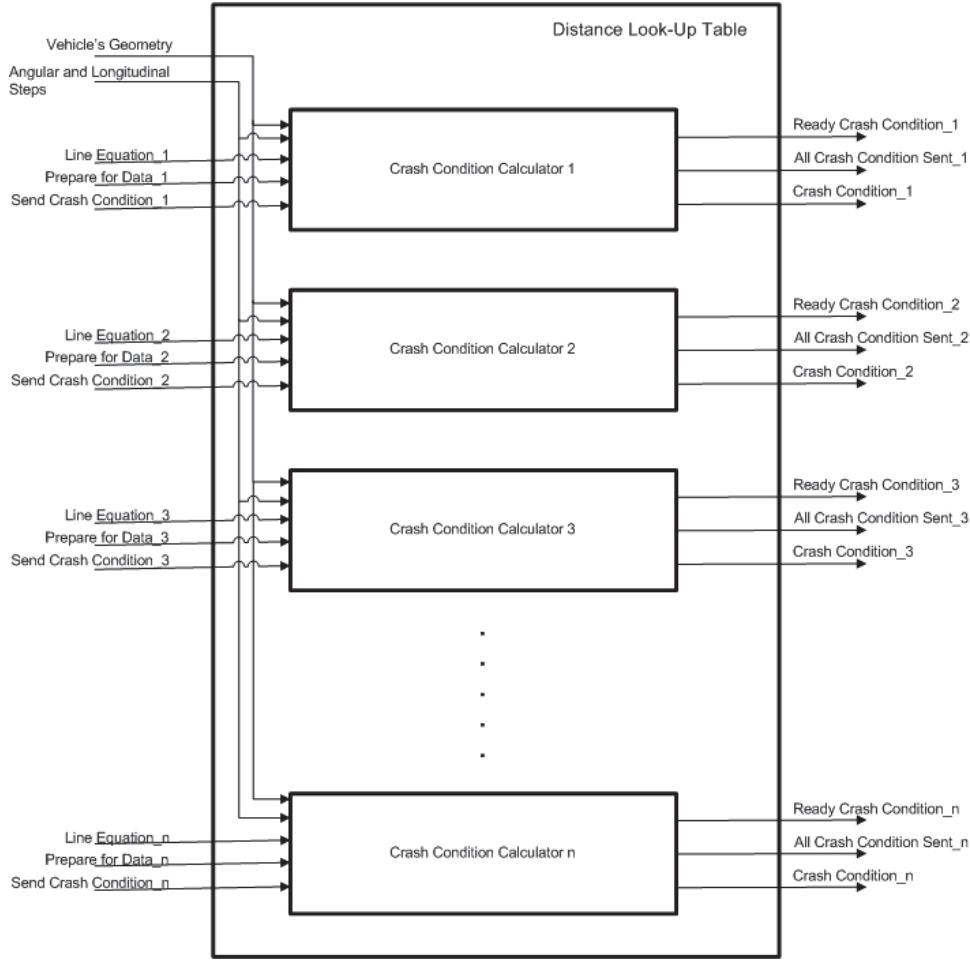 Distance Look-Up Table
Vehicle's Geometry
Angular and Longitudinal
Steps
Line Equation_1
Prepare for Data_1
Send Crash Condition_1
Crash Condition Calculator 1
Ready Crash Condition_1
All Crash Condition Sent_1
Crash Condition_1
Line Equation_2
Prepare for Data_2
Send Crash Condition_2
Crash Condition Calculator 2
Ready Crash Condition_2
All Crash Condition Sent_2
Crash Condition_2
Line Equation_3
Prepare for Data_3
Send Crash Condition_3
Crash Condition Calculator 3
Ready Crash Condition_3
All Crash Condition Sent_3
Crash Condition_3
Line Equation_n
Prepare for Data_n
Send Crash Condition_n
Crash Condition Calculator n
Ready Crash Condition_n
All Crash Condition Sent_n
Crash Condition_n